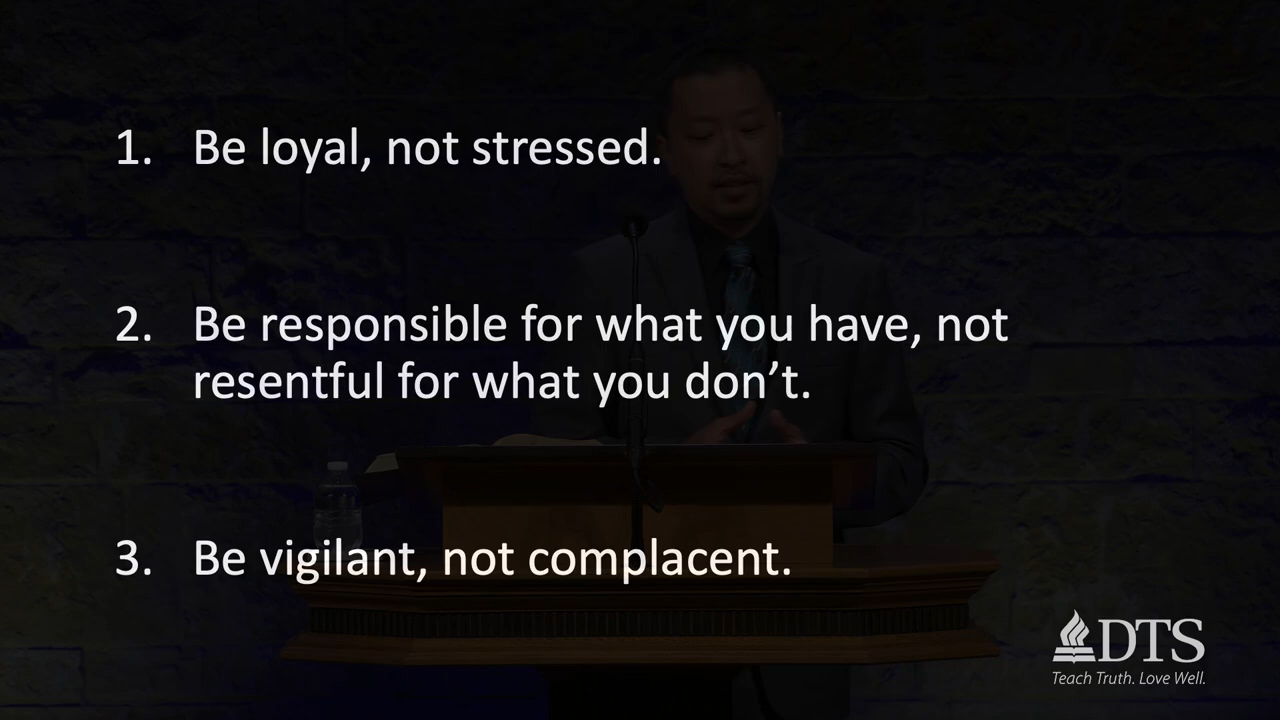 1. Be loyal, not stressed.
2. Be responsible for what you have, not
resentful for what you don’t.
3. Be vigilant, not complacent.
DTS
Teach Truth. Love Well.